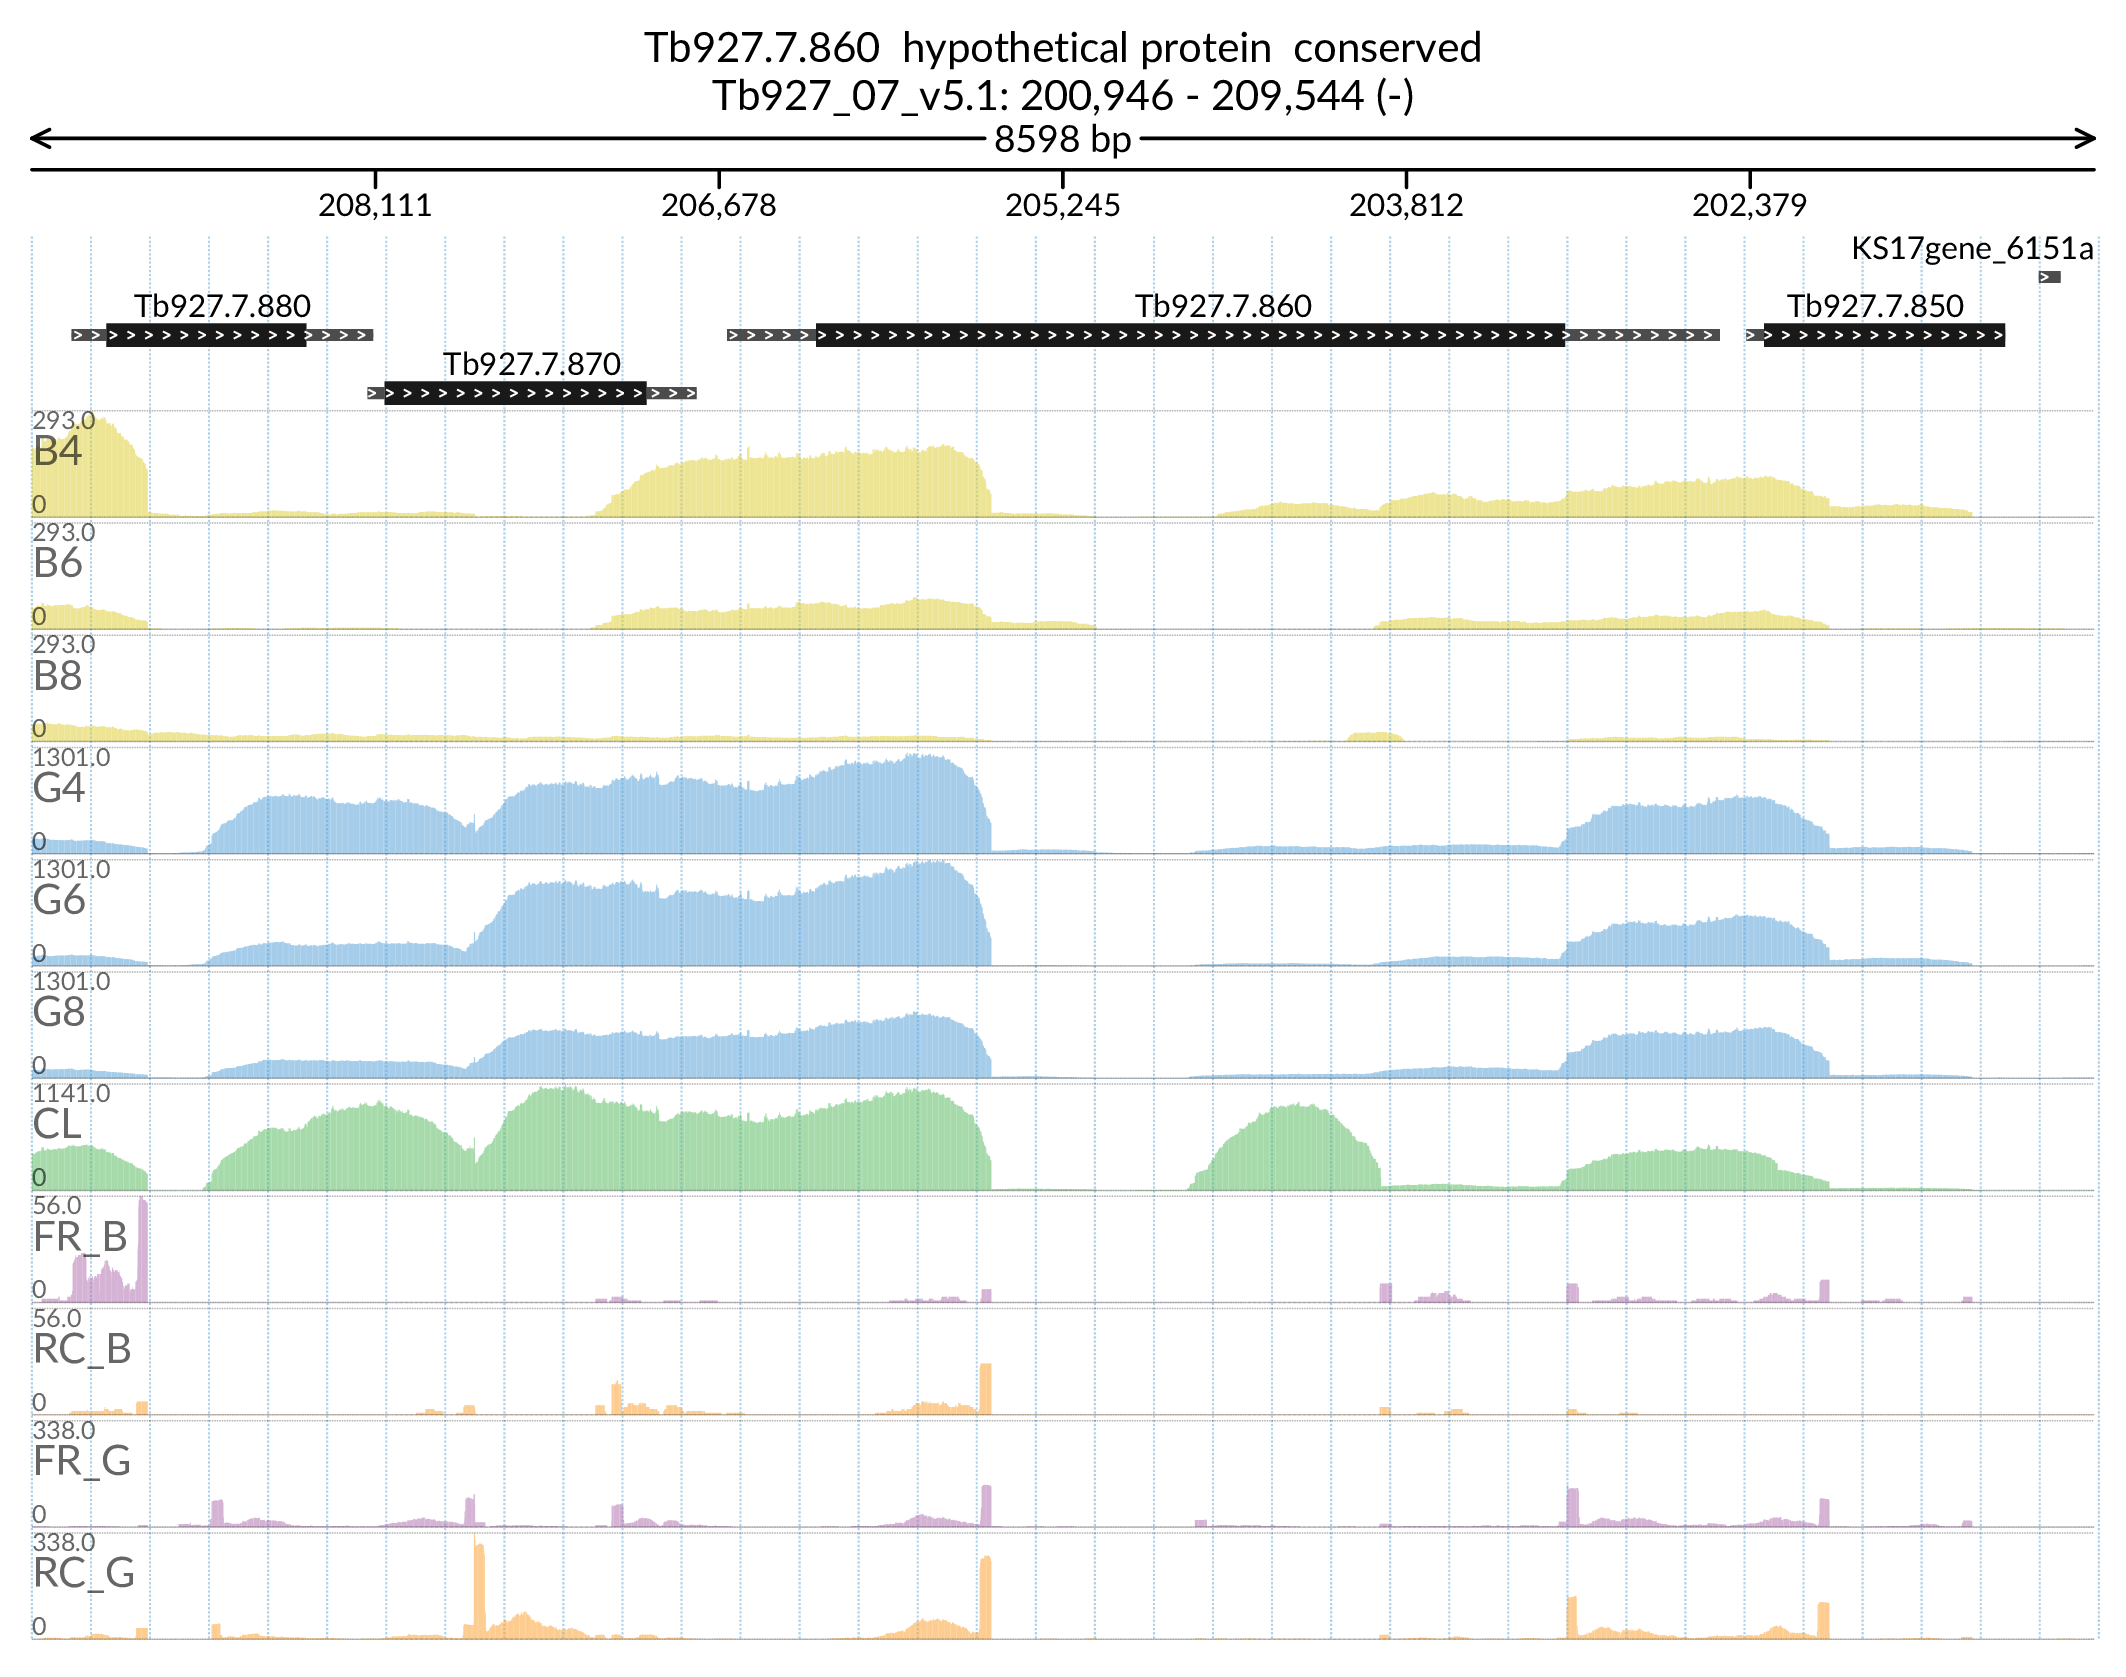 Tb927.7.860  hypothetical protein  conserved
Tb927_07_v5.1: 200,946 - 209,544 (-)
8598 bp
208,111 206,678 205,245 203,812 202,379
KS17gene_6151a
Tb927.7.880 Tb927.7.860 Tb927.7.850
Tb927.7.870
293.0
B4
0
293.0
B6
0
293.0
B8
0
1301.0
G4
0
1301.0
G6
0
1301.0
G8
0
1141.0
CL
0
56.0
FR_B
0
56.0
RC_B
0
338.0
FR_G
0
338.0
RC_G
0